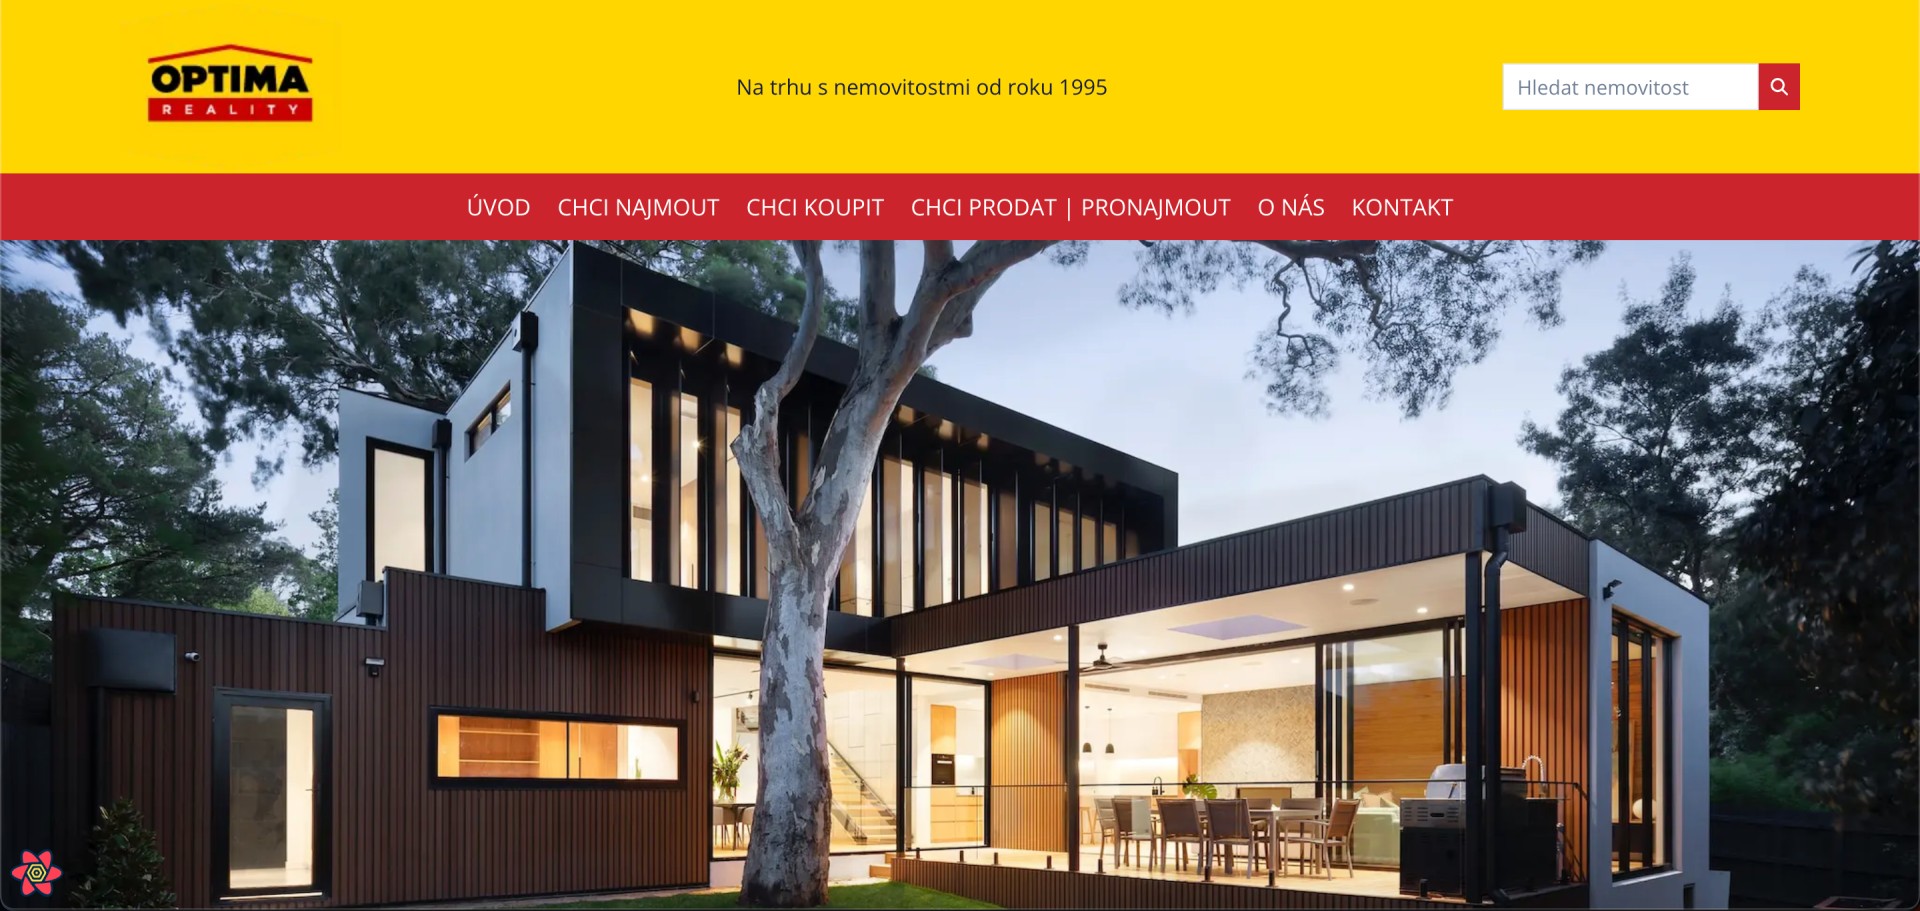 OPTIMA
REALITY
Na trhu s nemovitostmi od roku 1995
Hledat nemovitost
ÚVOD CHCI NAJMOUT CHCI KOUPIT CHCI PRODAT | PRONAJMOUT O NÁS KONTAKT